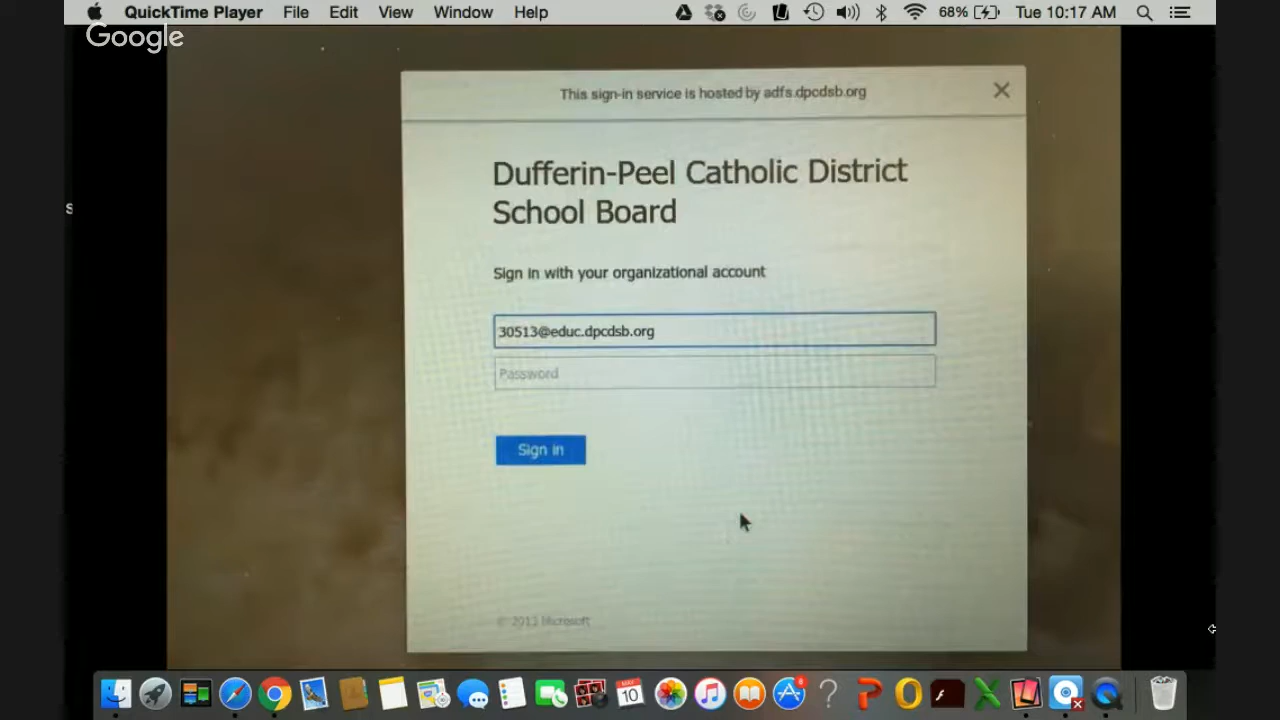 QuickTime Player File Edit View Window Help 68% Tue 10:17 AM
Google
This sign-in service is hosted by adfs.dpcdsb.org
S
Dufferin-Peel Catholic District
School Board
Sign in with your organizational account
30513@educ.dpcdsb.org
Password
Sign in
© 2013 Microsoft
MAY
10